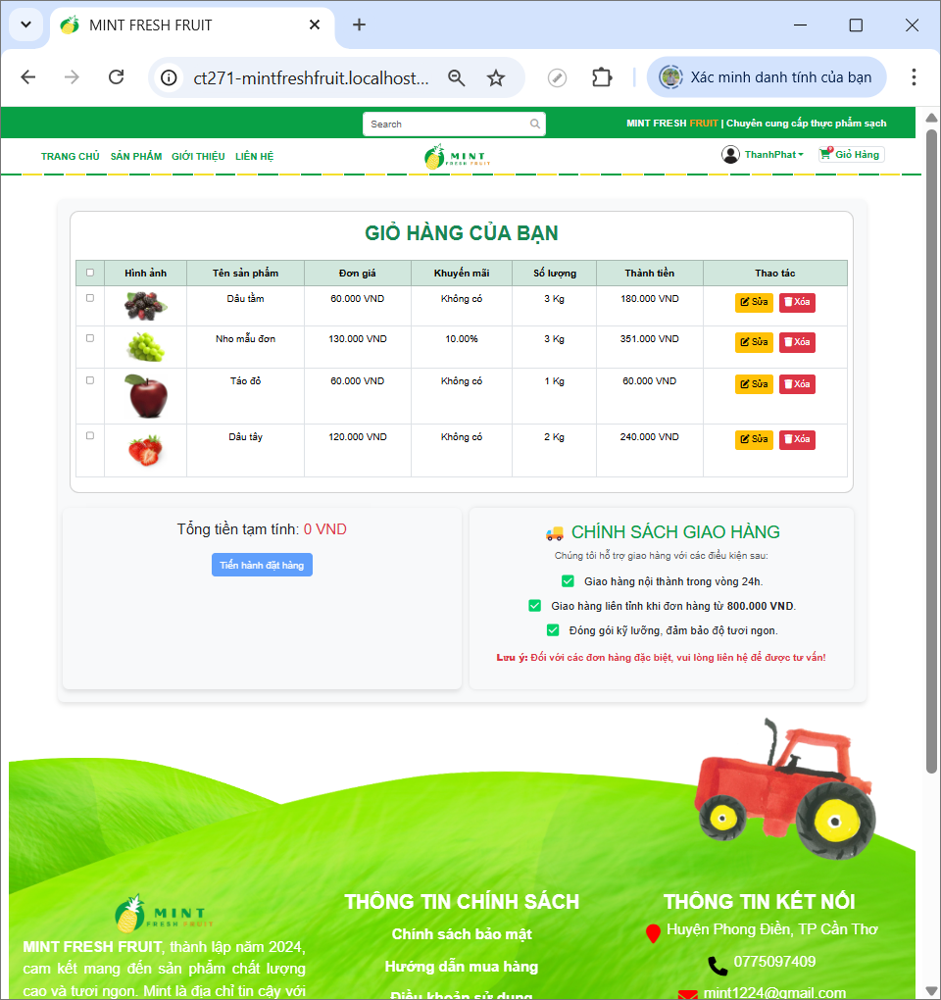 MINT FRESH FRUIT
ct271-mintfreshfruit.localhost...
Xác minh danh tính của bạn
Search
MINT FRESH FRUIT | Chuyên cung cấp thực phẩm sạch
TRANG CHỦ SẢN PHẨM GIỚI THIỆU LIÊN HỆ
MINT
FRESH FRUIT
ThanhPhat
Giỏ Hàng
GIỎ HÀNG CỦA BẠN
Hình ảnh Tên sản phẩm Đơn giá Khuyến mãi Số lượng Thành tiền Thao tác
Dâu tằm 60.000 VND Không có 3 Kg 180.000 VND Sửa Xóa
Nho mẫu đơn 130.000 VND 10.00% 3 Kg 351.000 VND Sửa Xóa
Táo đỏ 60.000 VND Không có 1 Kg 60.000 VND Sửa Xóa
Dâu tây 120.000 VND Không có 2 Kg 240.000 VND Sửa Xóa
Tổng tiền tạm tính: 0 VND
Tiến hành đặt hàng
CHÍNH SÁCH GIAO HÀNG
Chúng tôi hỗ trợ giao hàng với các điều kiện sau:
Giao hàng nội thành trong vòng 24h.
Giao hàng liên tỉnh khi đơn hàng từ 800.000 VND.
Đóng gói kỹ lưỡng, đảm bảo độ tươi ngon.
Lưu ý: Đối với các đơn hàng đặc biệt, vui lòng liên hệ để được tư vấn!
MINT
FRESH FRUIT
MINT FRESH FRUIT, thành lập năm 2024,
cam kết mang đến sản phẩm chất lượng
cao và tươi ngon. Mint là địa chỉ tin cậy với
THÔNG TIN CHÍNH SÁCH
Chính sách bảo mật
Hướng dẫn mua hàng
Điều khoản sử dụng
THÔNG TIN KẾT NỐI
Huyện Phong Điền, TP Cần Thơ
0775097409
mint1224@gmail.com